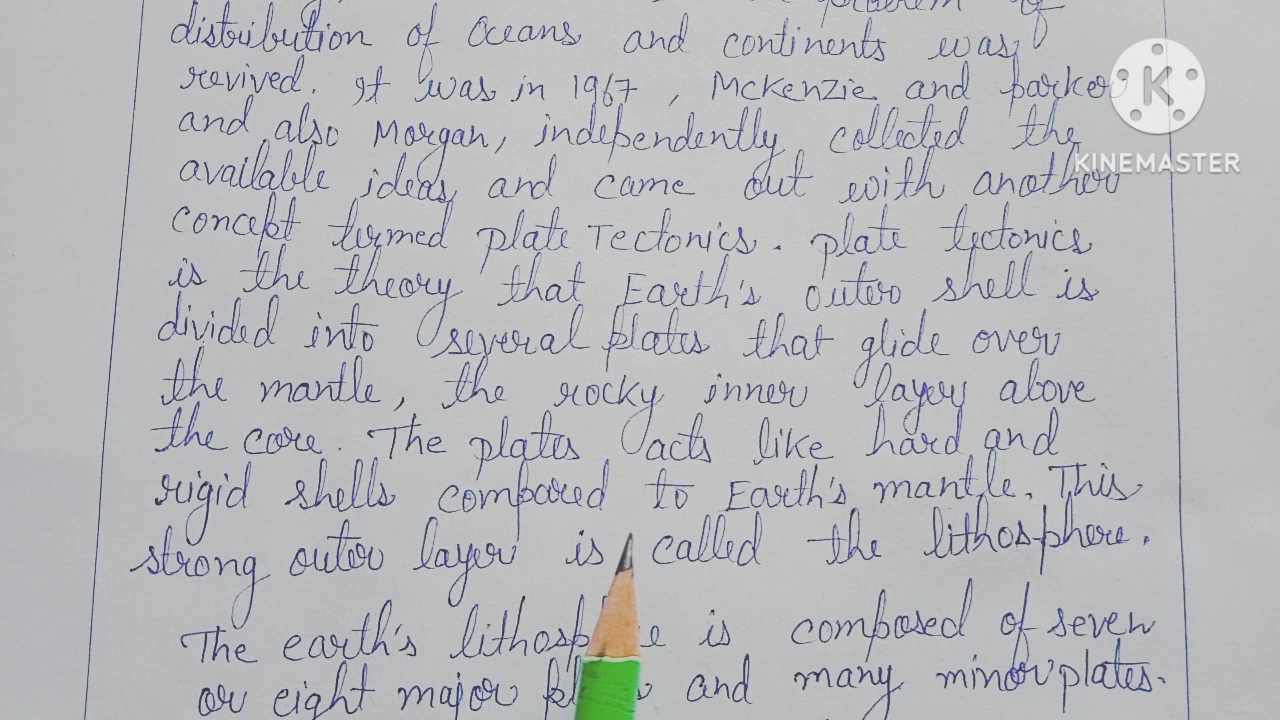 problem of
distribution of Oceans and continents was
revived. It was in 1967, McKenzie and parker
and also Morgan, independently collected the
available ideas and came out with another
concept termed plate Tectonics. plate tectonics
is the theory that Earth's outer shell is
divided into several plates that glide over
the mantle, the rocky inner layer above
the core. The plates acts like hard and
rigid shells compared to Earth's mantle. This
strong outer layer is called the lithosphere.
The earth's lithosphere is composed of seven
or eight major plates and many minor plates.
K
KINEMASTER